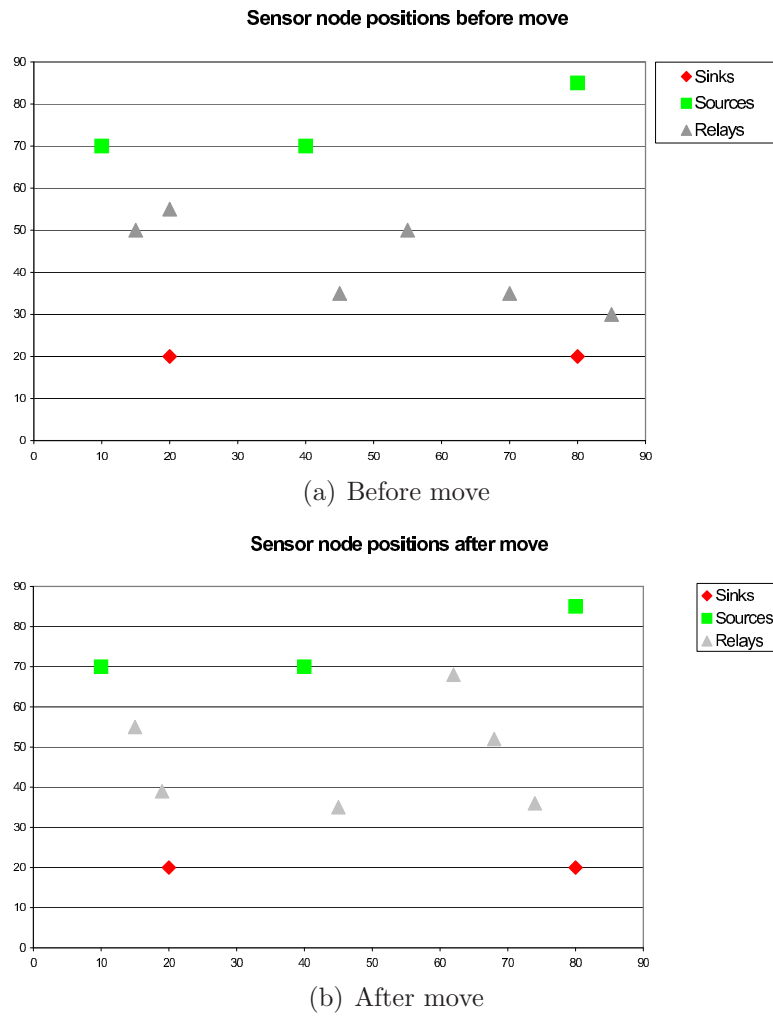 Sensor node positions before move
90
80
70
60
50
40
30
20
10
0
0 10 20 30 40 50 60 70 80 90
Sinks
Sources
Relays
(a) Before move
Sensor node positions after move
90
80
70
60
50
40
30
20
10
0
0 10 20 30 40 50 60 70 80 90
Sinks
Sources
Relays
(b) After move